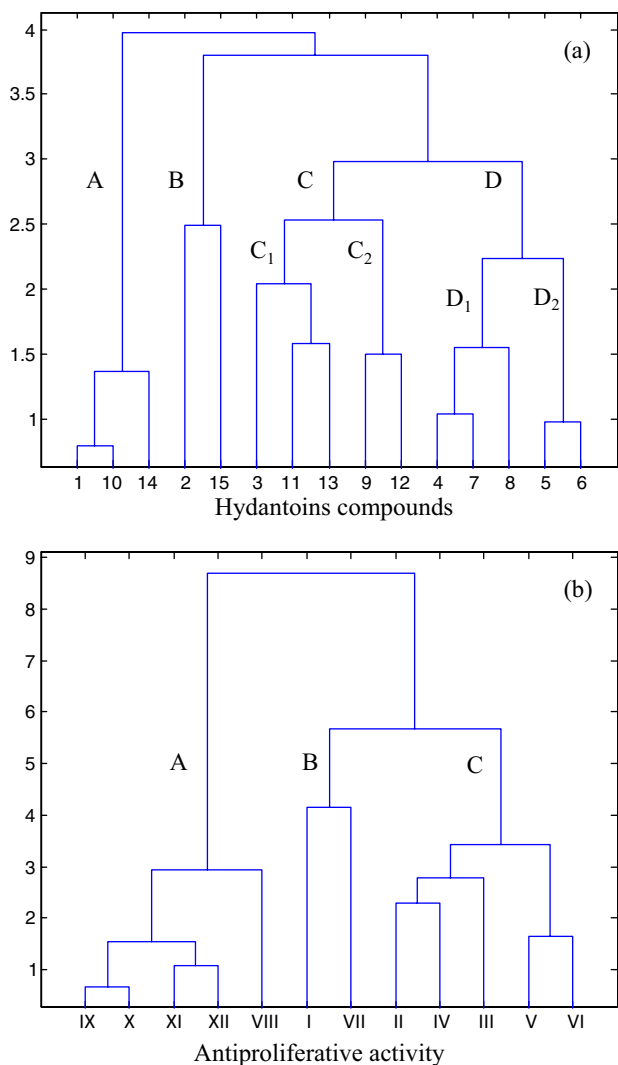 4
(a)
3.5
3
A
B
C
D
2.5
C₁
C₂
2
D₁
D₂
1.5
1
1 10 14 2 15 3 11 13 9 12 4 7 8 5 6
Hydantoins compounds
9
(b)
8
7
6
5
A
B
C
4
3
2
1
IX X XI XII VIII I VII II IV III V VI
Antiproliferative activity